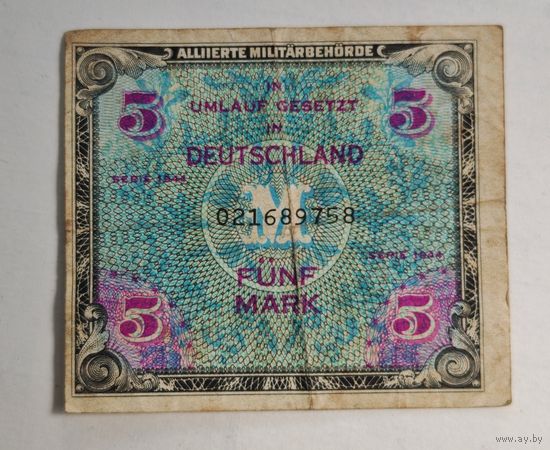 ALLIIERTE MILITÄRBEHÖRDE
5 IN 5
UMLAUF GESETZT
IN
DEUTSCHLAND
SERIE 1944
M
021689758
SERIE 1944
FÜNF
MARK
5 5
www.ay.by